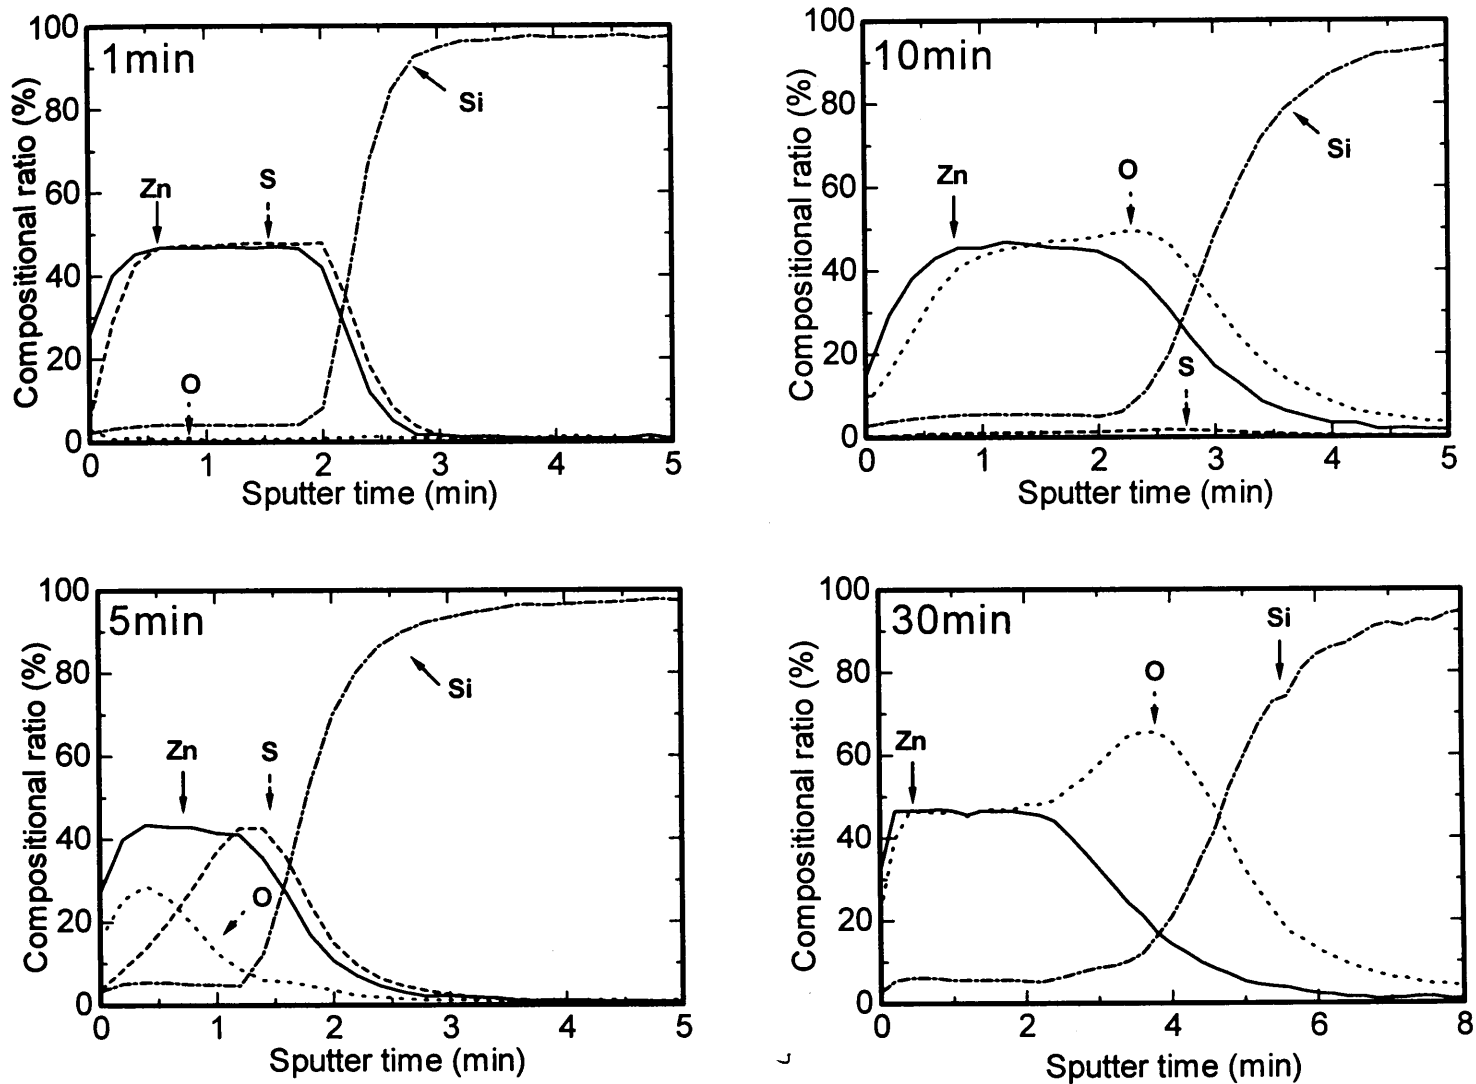 Compositional ratio (%)
100
80
60
40
20
0
1min
Zn
S
O
Si
0 1 2 3 4 5
Sputter time (min)
Compositional ratio (%)
100
80
60
40
20
0
10min
Zn
O
Si
S
0 1 2 3 4 5
Sputter time (min)
Compositional ratio (%)
100
80
60
40
20
0
5min
Zn
S
O
Si
0 1 2 3 4 5
Sputter time (min)
Compositional ratio (%)
100
80
60
40
20
0
30min
Zn
O
Si
0 2 4 6 8
Sputter time (min)